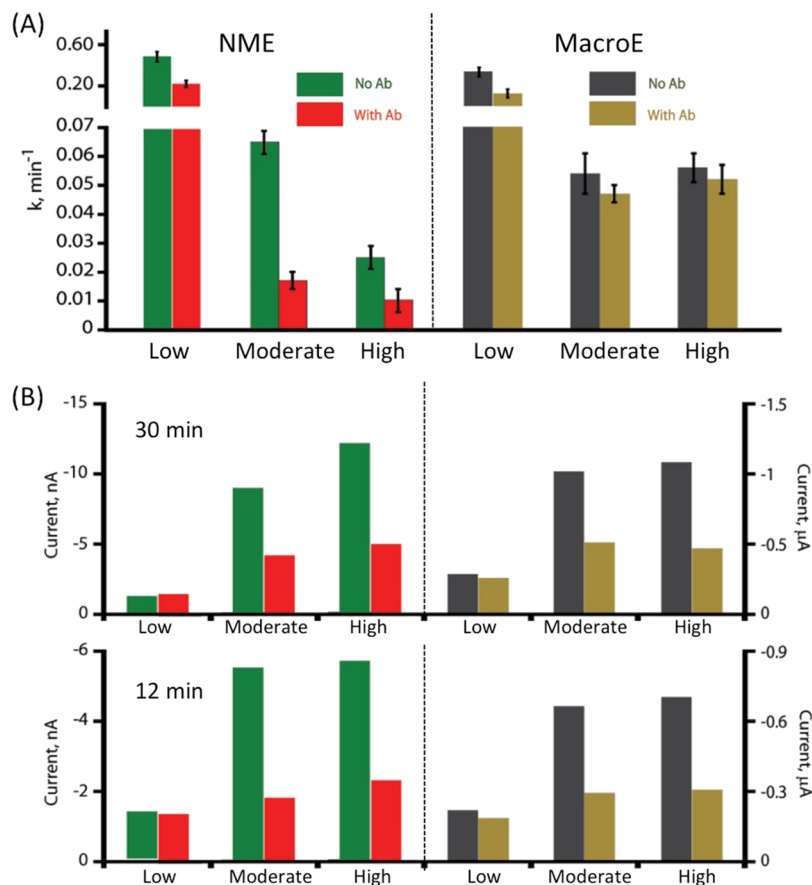 (A)
NME
MacroE
0.60
0.20
0.07
0.06
0.05
0.04
0.03
0.02
0.01
0
k, min⁻¹
No Ab
With Ab
No Ab
With Ab
Low
Moderate
High
Low
Moderate
High
(B)
30 min
-15
-10
-5
0
Current, nA
-1.5
-1
-0.5
0
Current, µA
Low
Moderate
High
Low
Moderate
High
12 min
-6
-4
-2
0
Current, nA
-0.9
-0.6
-0.3
0
Current, µA
Low
Moderate
High
Low
Moderate
High